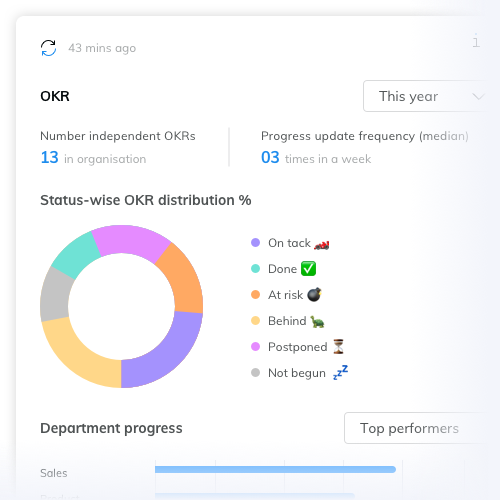 43 mins ago
OKR
This year
Number independent OKRs
Progress update frequency (median)
13 in organisation
03 times in a week
Status-wise OKR distribution %
On tack
Done
At risk
Behind
Postponed
Not begun
Department progress
Top performers
Sales